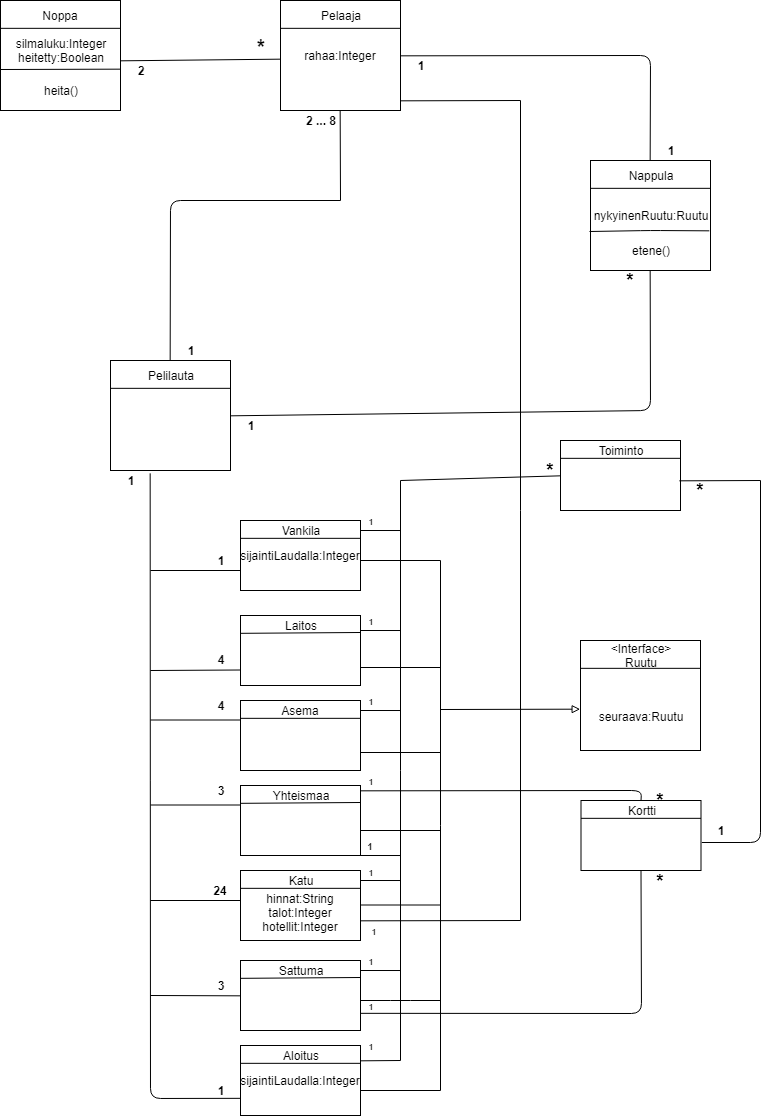 Noppa
silmaluku:Integer
heitetty:Boolean
heita()
2
*
Pelaaja
rahaa:Integer
1
2 ... 8
1
Nappula
nykyinenRuutu:Ruutu
etene()
*
1
Pelilauta
1
1
Toiminto
*
*
Vankila
sijaintiLaudalla:Integer
1
1
Laitos
1
4
Asema
1
4
<Interface>
Ruutu
seuraava:Ruutu
Yhteismaa
1
3
1
Kortti
*
1
*
Katu
hinnat:String
talot:Integer
hotellit:Integer
1
24
1
Sattuma
1
3
1
Aloitus
sijaintiLaudalla:Integer
1
1